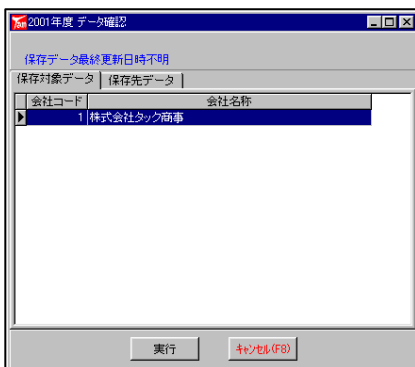 2001年度 データ確認
保存データ最終更新日時不明
保存対象データ 保存先データ
会社コード 会社名称
1 株式会社タック商事
実行 ｷｬﾝｾﾙ(F8)